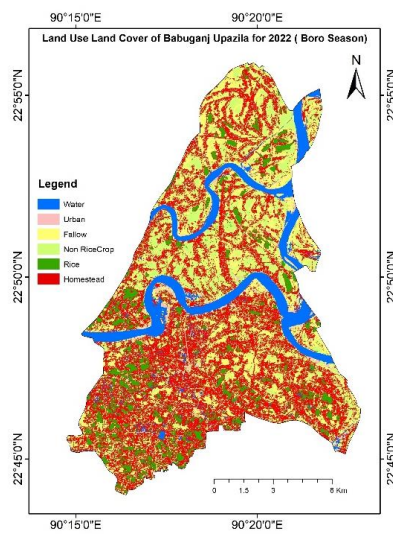 90°15'0"E 90°20'0"E
Land Use Land Cover of Babuganj Upazila for 2022 ( Boro Season)
N
22°55'0"N 22°55'0"N
Legend
Water
Urban
Fallow
Non RiceCrop
Rice
Homestead
22°50'0"N 22°50'0"N
22°45'0"N 22°45'0"N
0 1.5 3 6 Km
90°15'0"E 90°20'0"E